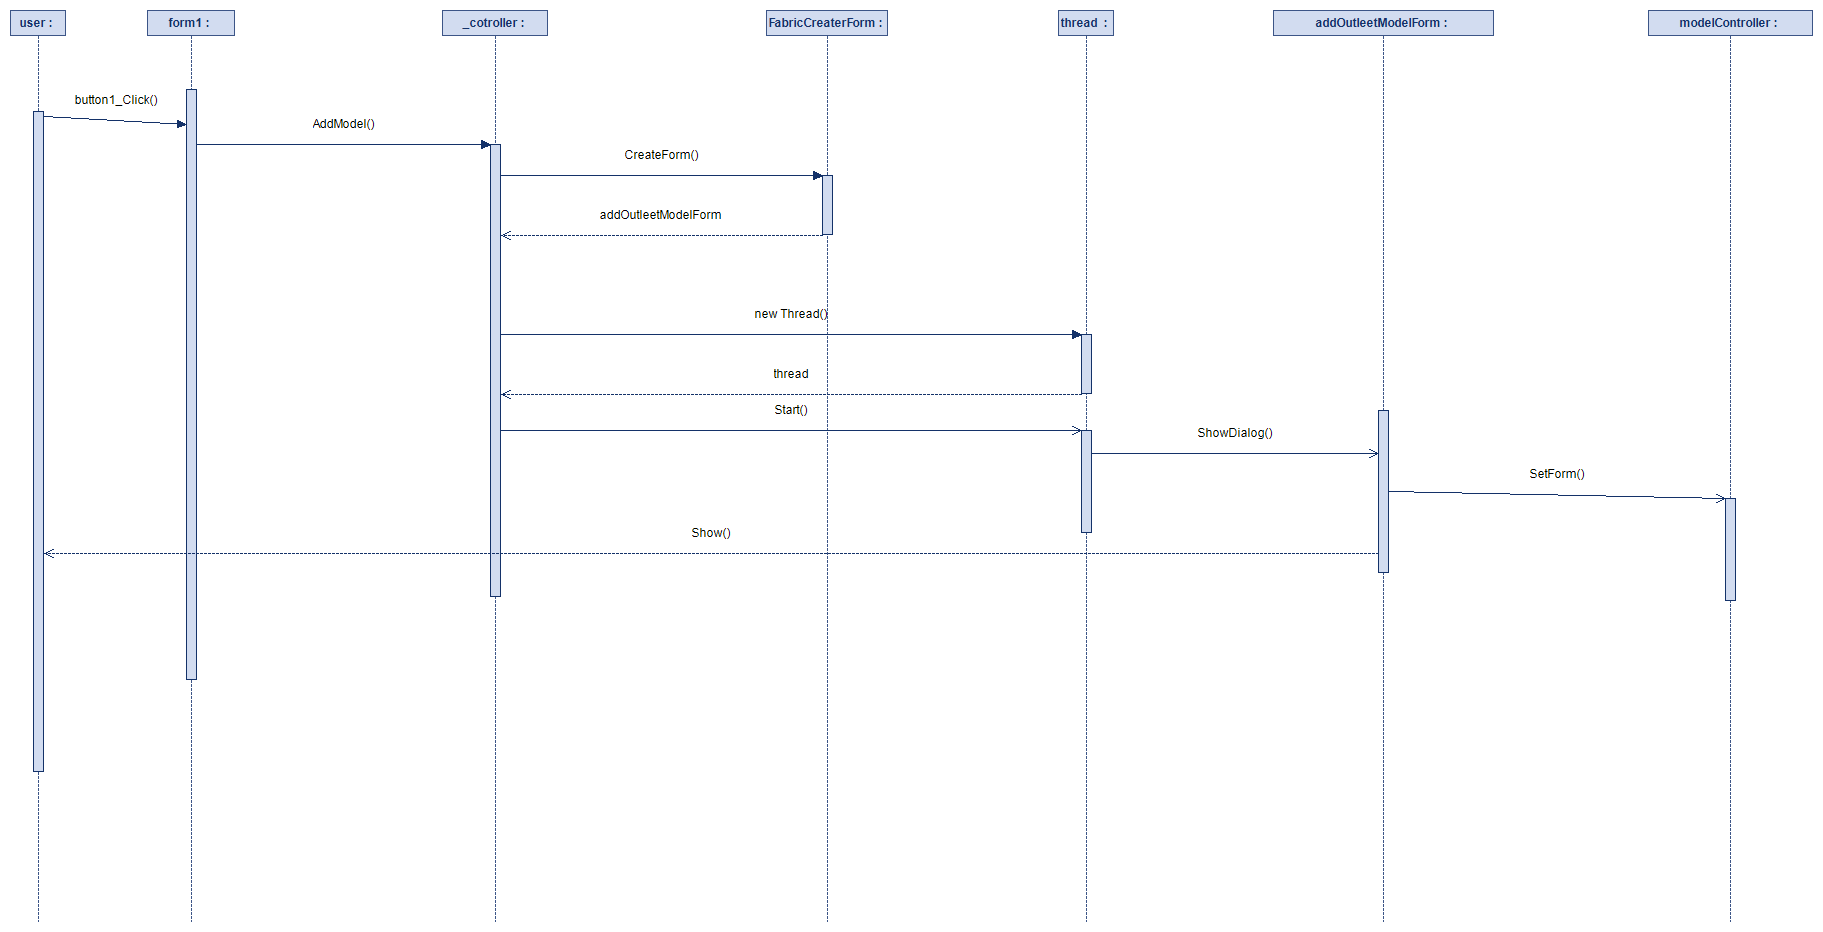 user :
form1 :
_cotroller :
FabricCreaterForm :
thread  :
addOutleetModelForm :
modelController :
button1_Click()
AddModel()
CreateForm()
addOutleetModelForm
new Thread()
thread
Start()
ShowDialog()
SetForm()
Show()